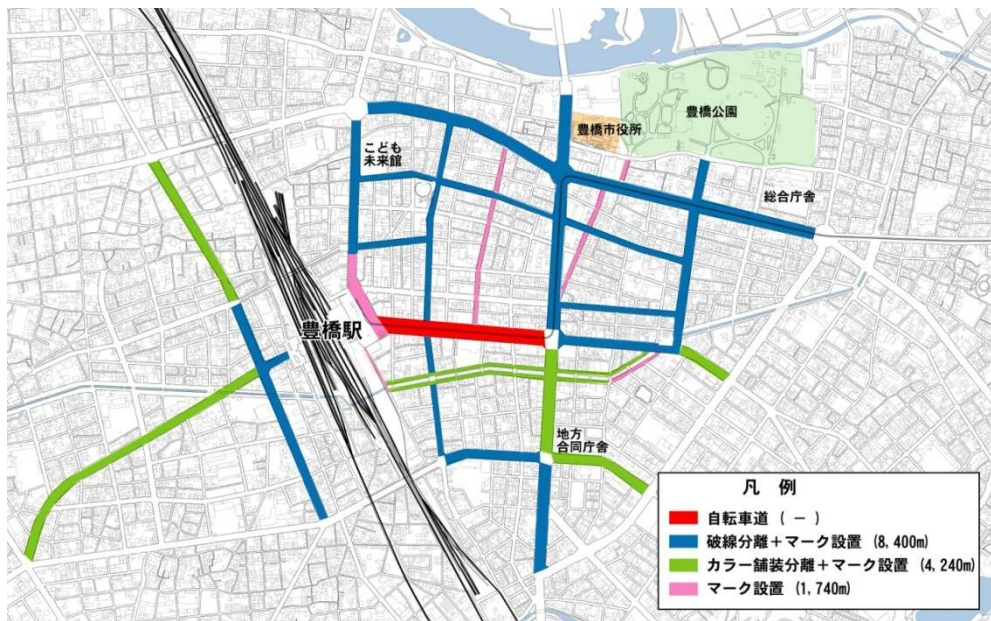 豊橋公園
豊橋市役所
こども
未来館
総合庁舎
豊橋駅
地方
合同庁舎
凡 例
自転車道 ( － )
破線分離＋マーク設置 (8,400m)
カラー舗装分離＋マーク設置 (4,240m)
マーク設置 (1,740m)